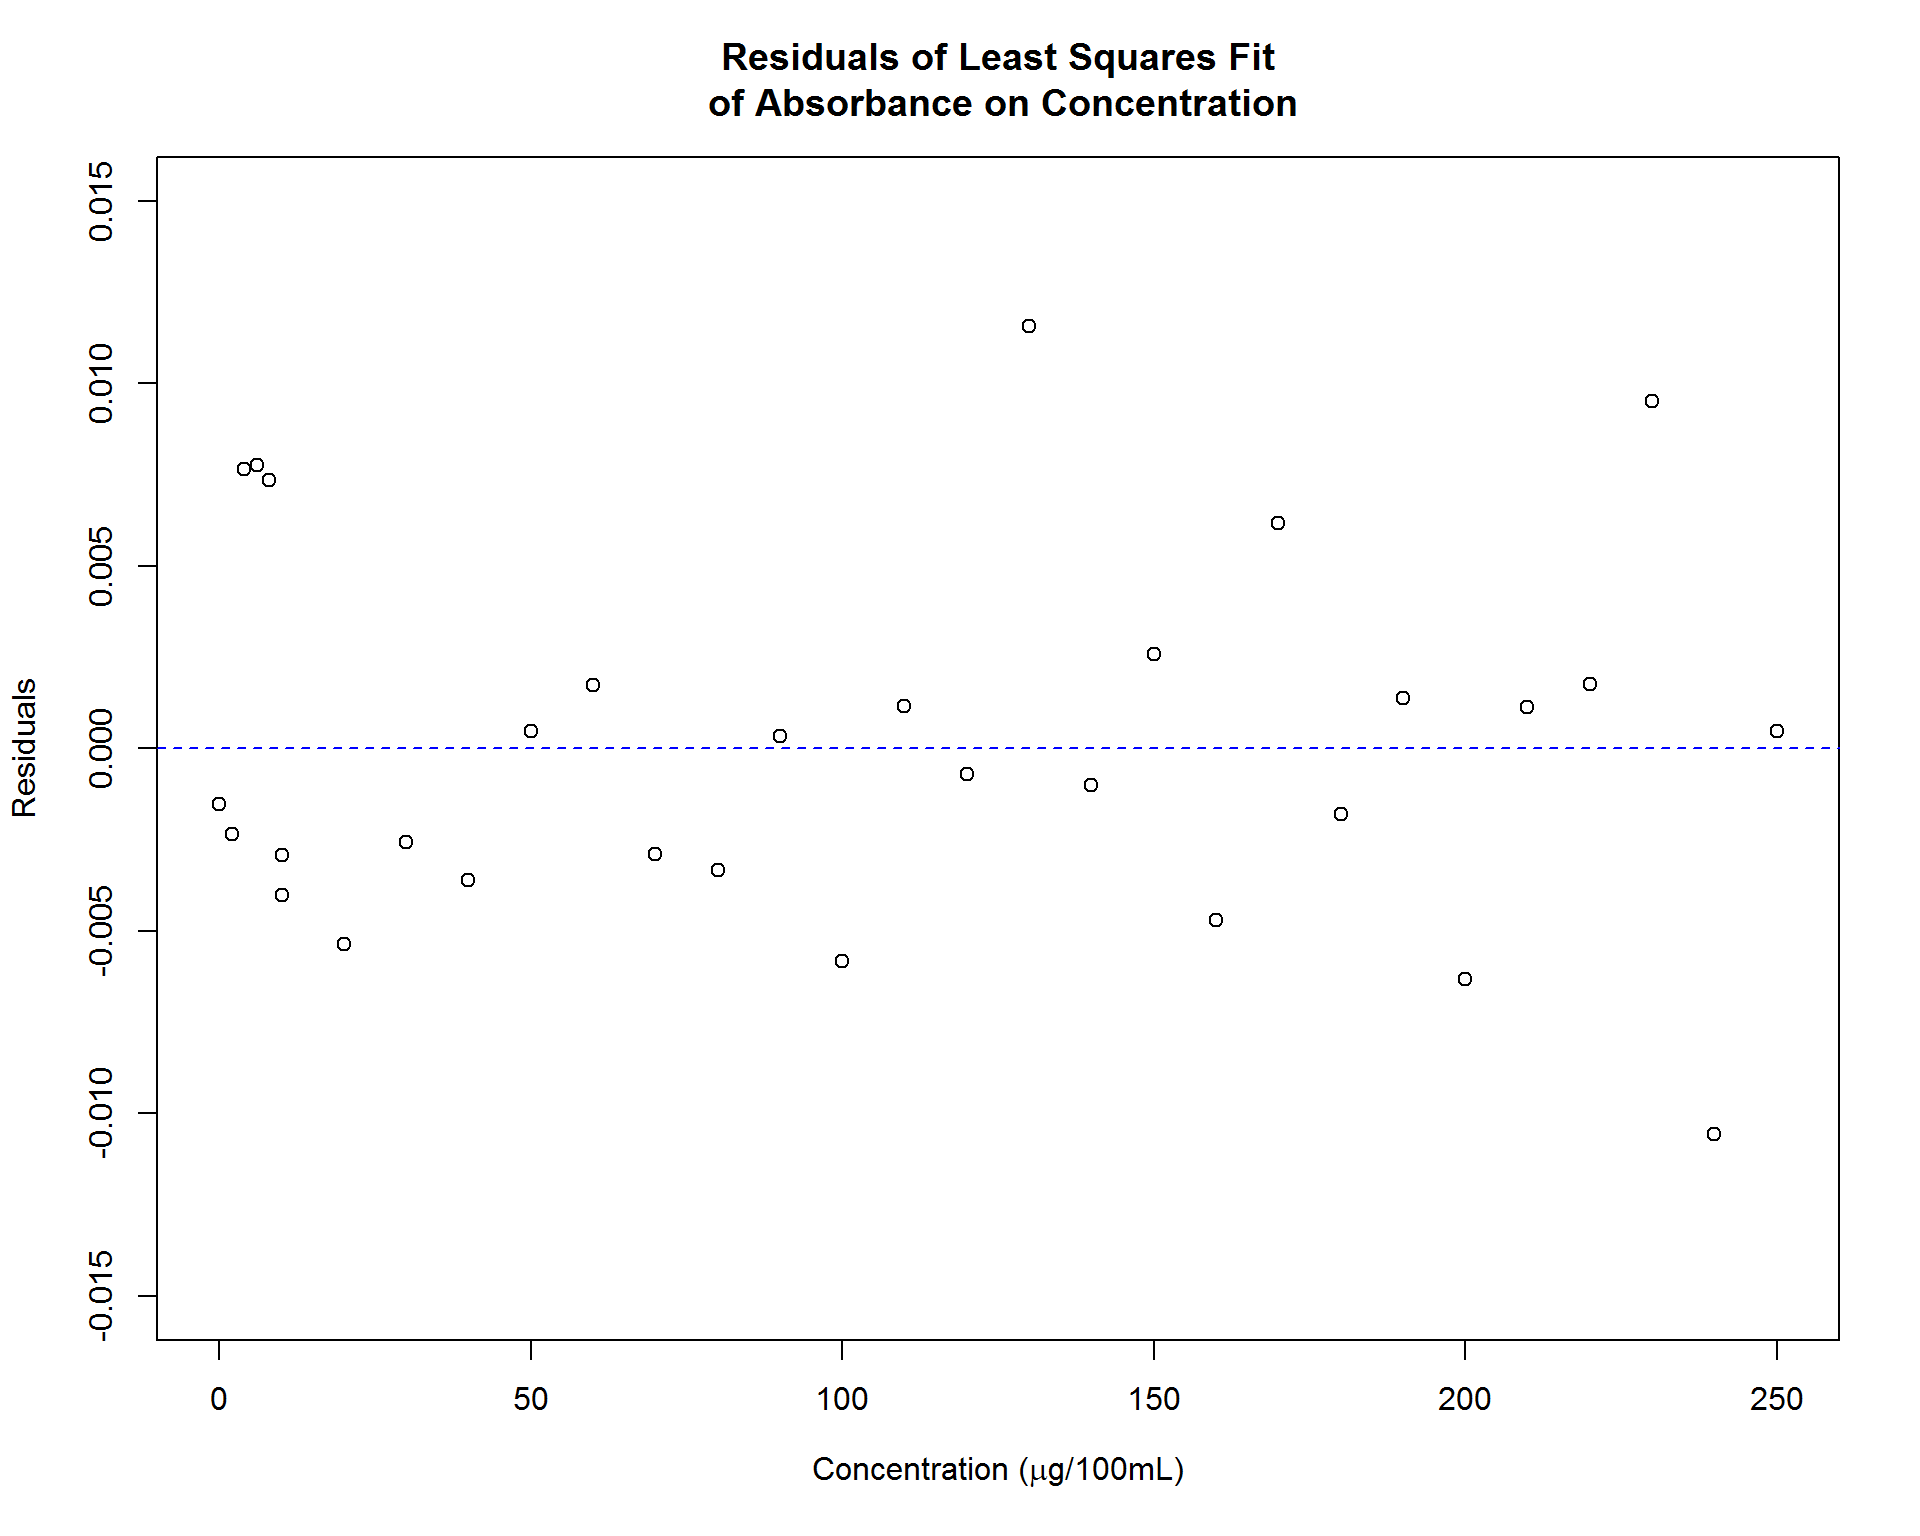 Residuals of Least Squares Fit
of Absorbance on Concentration
0.015
0.010
0.005
0.000
-0.005
-0.010
-0.015
Residuals
0 50 100 150 200 250
Concentration (μg/100mL)